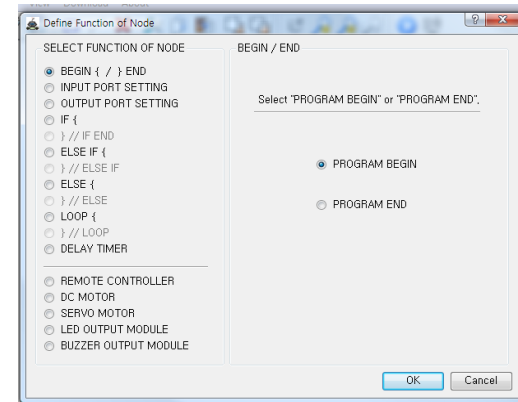 View Download About
Define Function of Node
SELECT FUNCTION OF NODE
BEGIN { / } END
INPUT PORT SETTING
OUTPUT PORT SETTING
IF {
} // IF END
ELSE IF {
} // ELSE IF
ELSE {
} // ELSE
LOOP {
} // LOOP
DELAY TIMER
REMOTE CONTROLLER
DC MOTOR
SERVO MOTOR
LED OUTPUT MODULE
BUZZER OUTPUT MODULE
BEGIN / END
Select "PROGRAM BEGIN" or "PROGRAM END",
PROGRAM BEGIN
PROGRAM END
OK Cancel